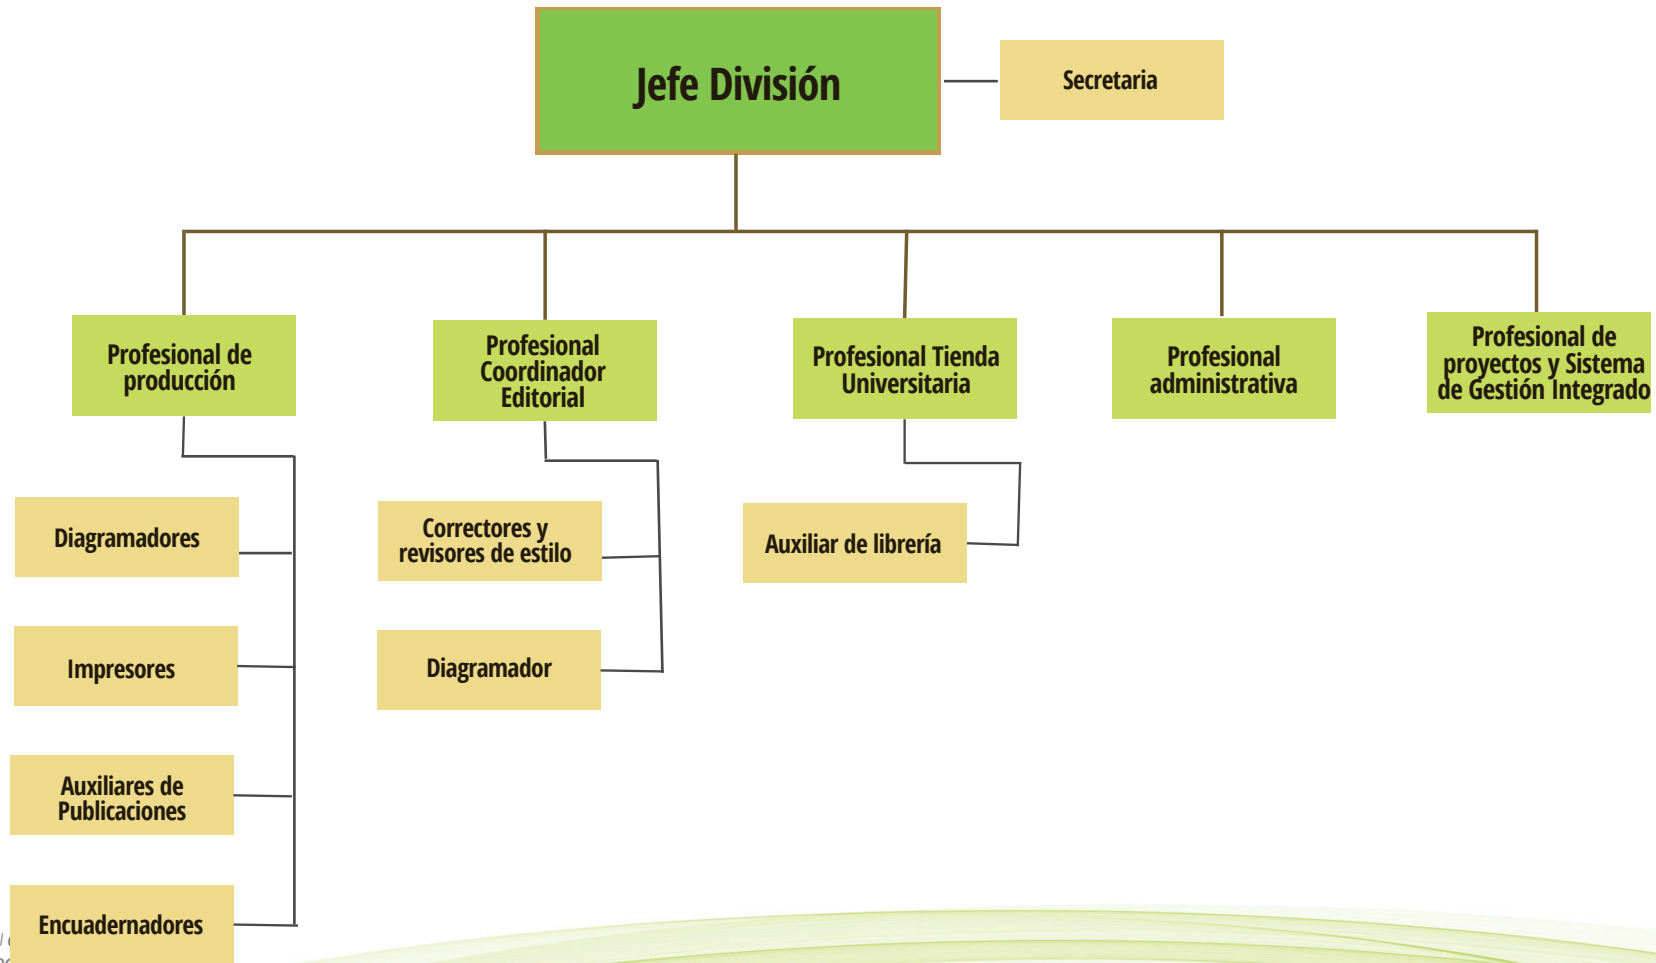 Jefe División
Secretaria
Profesional de
producción
Profesional
Coordinador
Editorial
Profesional Tienda
Universitaria
Profesional
administrativa
Profesional de
proyectos y Sistema
de Gestión Integrado
Diagramadores
Impresores
Auxiliares de
Publicaciones
Encuadernadores
Correctores y
revisores de estilo
Diagramador
Auxiliar de librería